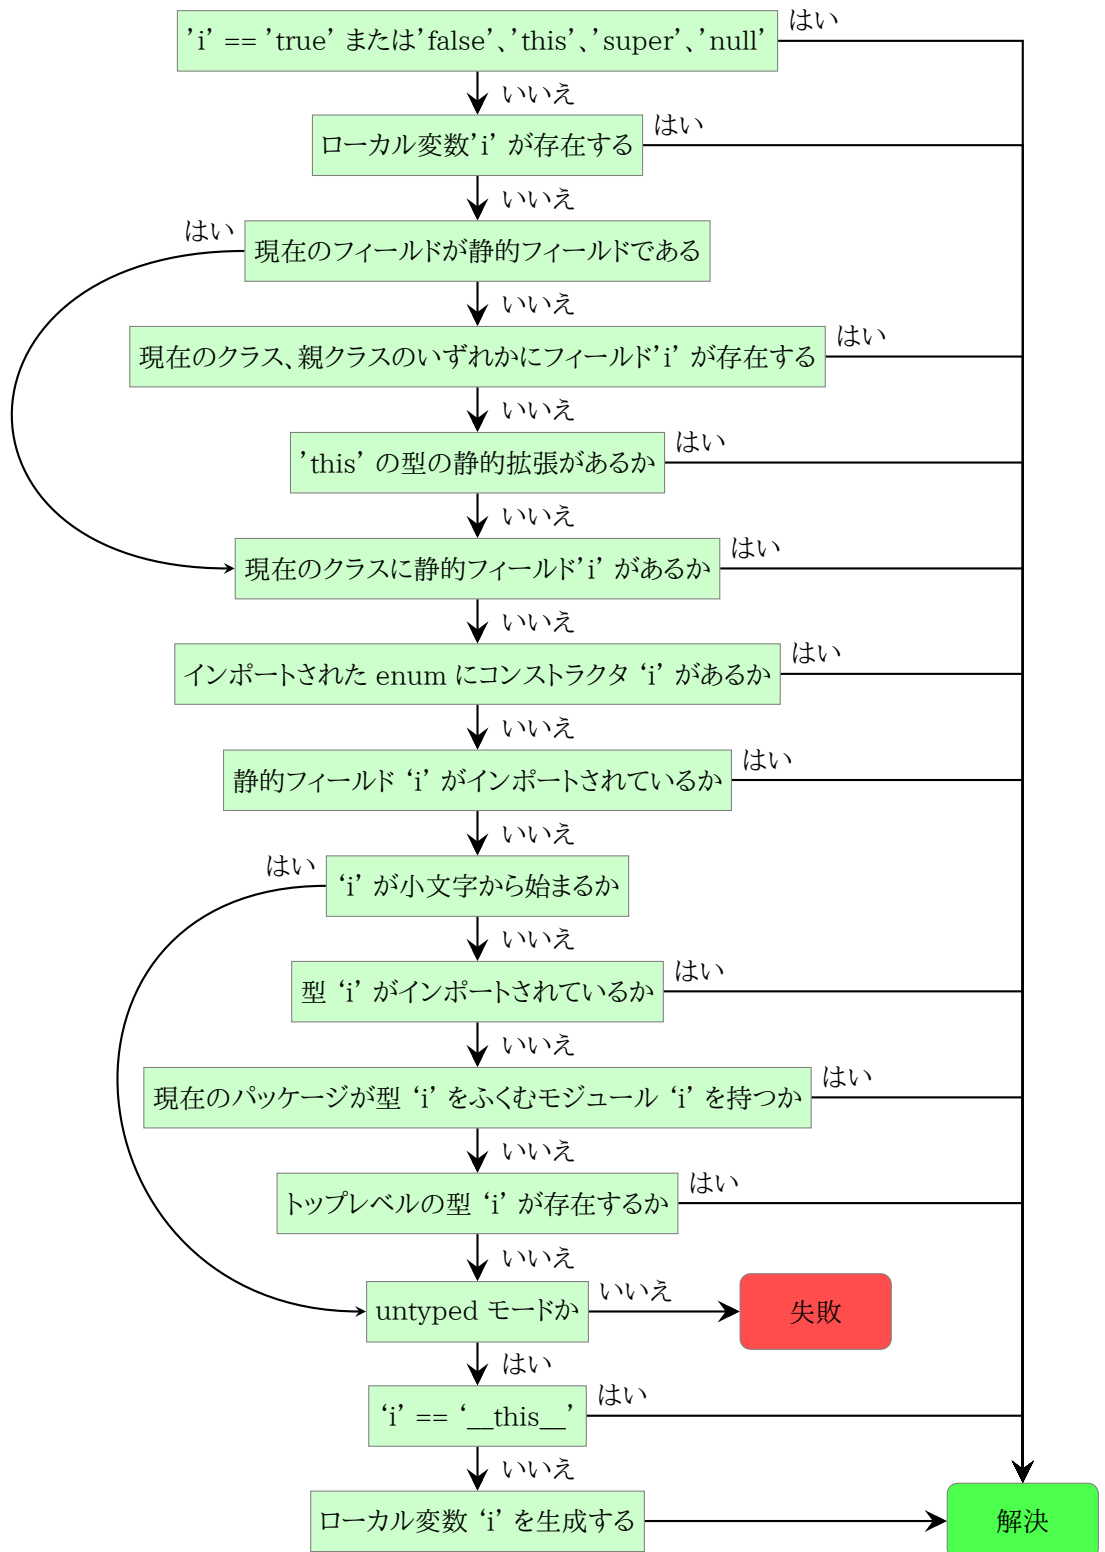 ’i’ == ’true’ または’false’、’this’、’super’、’null’
はい
いいえ
ローカル変数’i’ が存在する
はい
いいえ
はい
現在のフィールドが静的フィールドである
いいえ
現在のクラス、親クラスのいずれかにフィールド’i’ が存在する
はい
いいえ
’this’ の型の静的拡張があるか
はい
いいえ
現在のクラスに静的フィールド’i’ があるか
はい
いいえ
インポートされた enum にコンストラクタ ‘i’ があるか
はい
いいえ
静的フィールド ‘i’ がインポートされているか
はい
いいえ
はい
‘i’ が小文字から始まるか
いいえ
型 ‘i’ がインポートされているか
はい
いいえ
現在のパッケージが型 ‘i’ をふくむモジュール ‘i’ を持つか
はい
いいえ
トップレベルの型 ‘i’ が存在するか
はい
いいえ
untyped モードか
いいえ
失敗
はい
‘i’ == ‘__this__’
はい
いいえ
ローカル変数 ‘i’ を生成する
解決